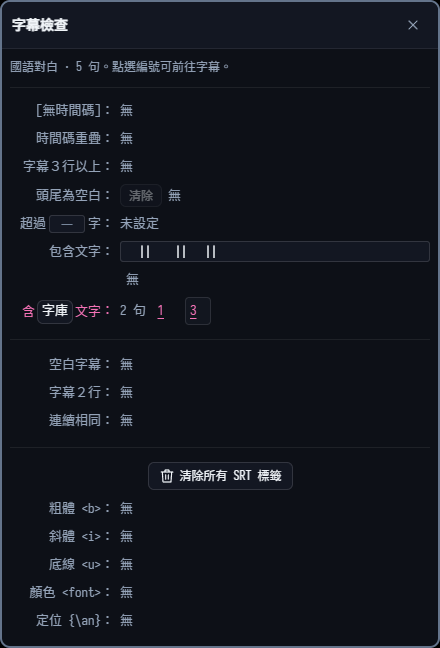 字幕檢查
國語對白 · 5 句。點選編號可前往字幕。
[無時間碼]： 無
時間碼重疊： 無
字幕３行以上： 無
頭尾為空白： 清除 無
超過 — 字： 未設定
包含文字： || || ||
無
含 字庫 文字： 2 句 1 3
空白字幕： 無
字幕２行： 無
連續相同： 無
清除所有 SRT 標籤
粗體 <b>： 無
斜體 <i>： 無
底線 <u>： 無
顏色 <font>： 無
定位 {\an}： 無